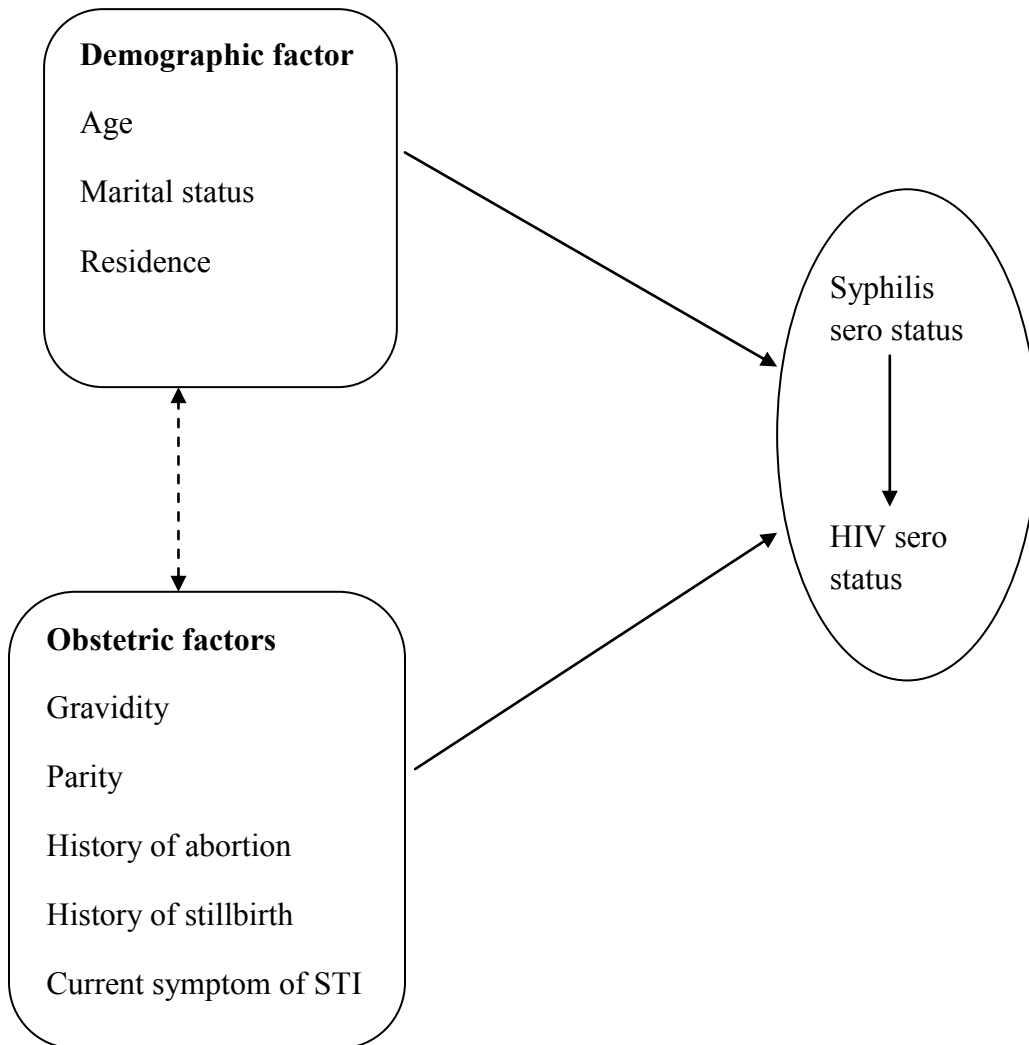 Demographic factor
Age
Marital status
Residence
Syphilis
sero status
HIV sero
status
Obstetric factors
Gravidity
Parity
History of abortion
History of stillbirth
Current symptom of STI